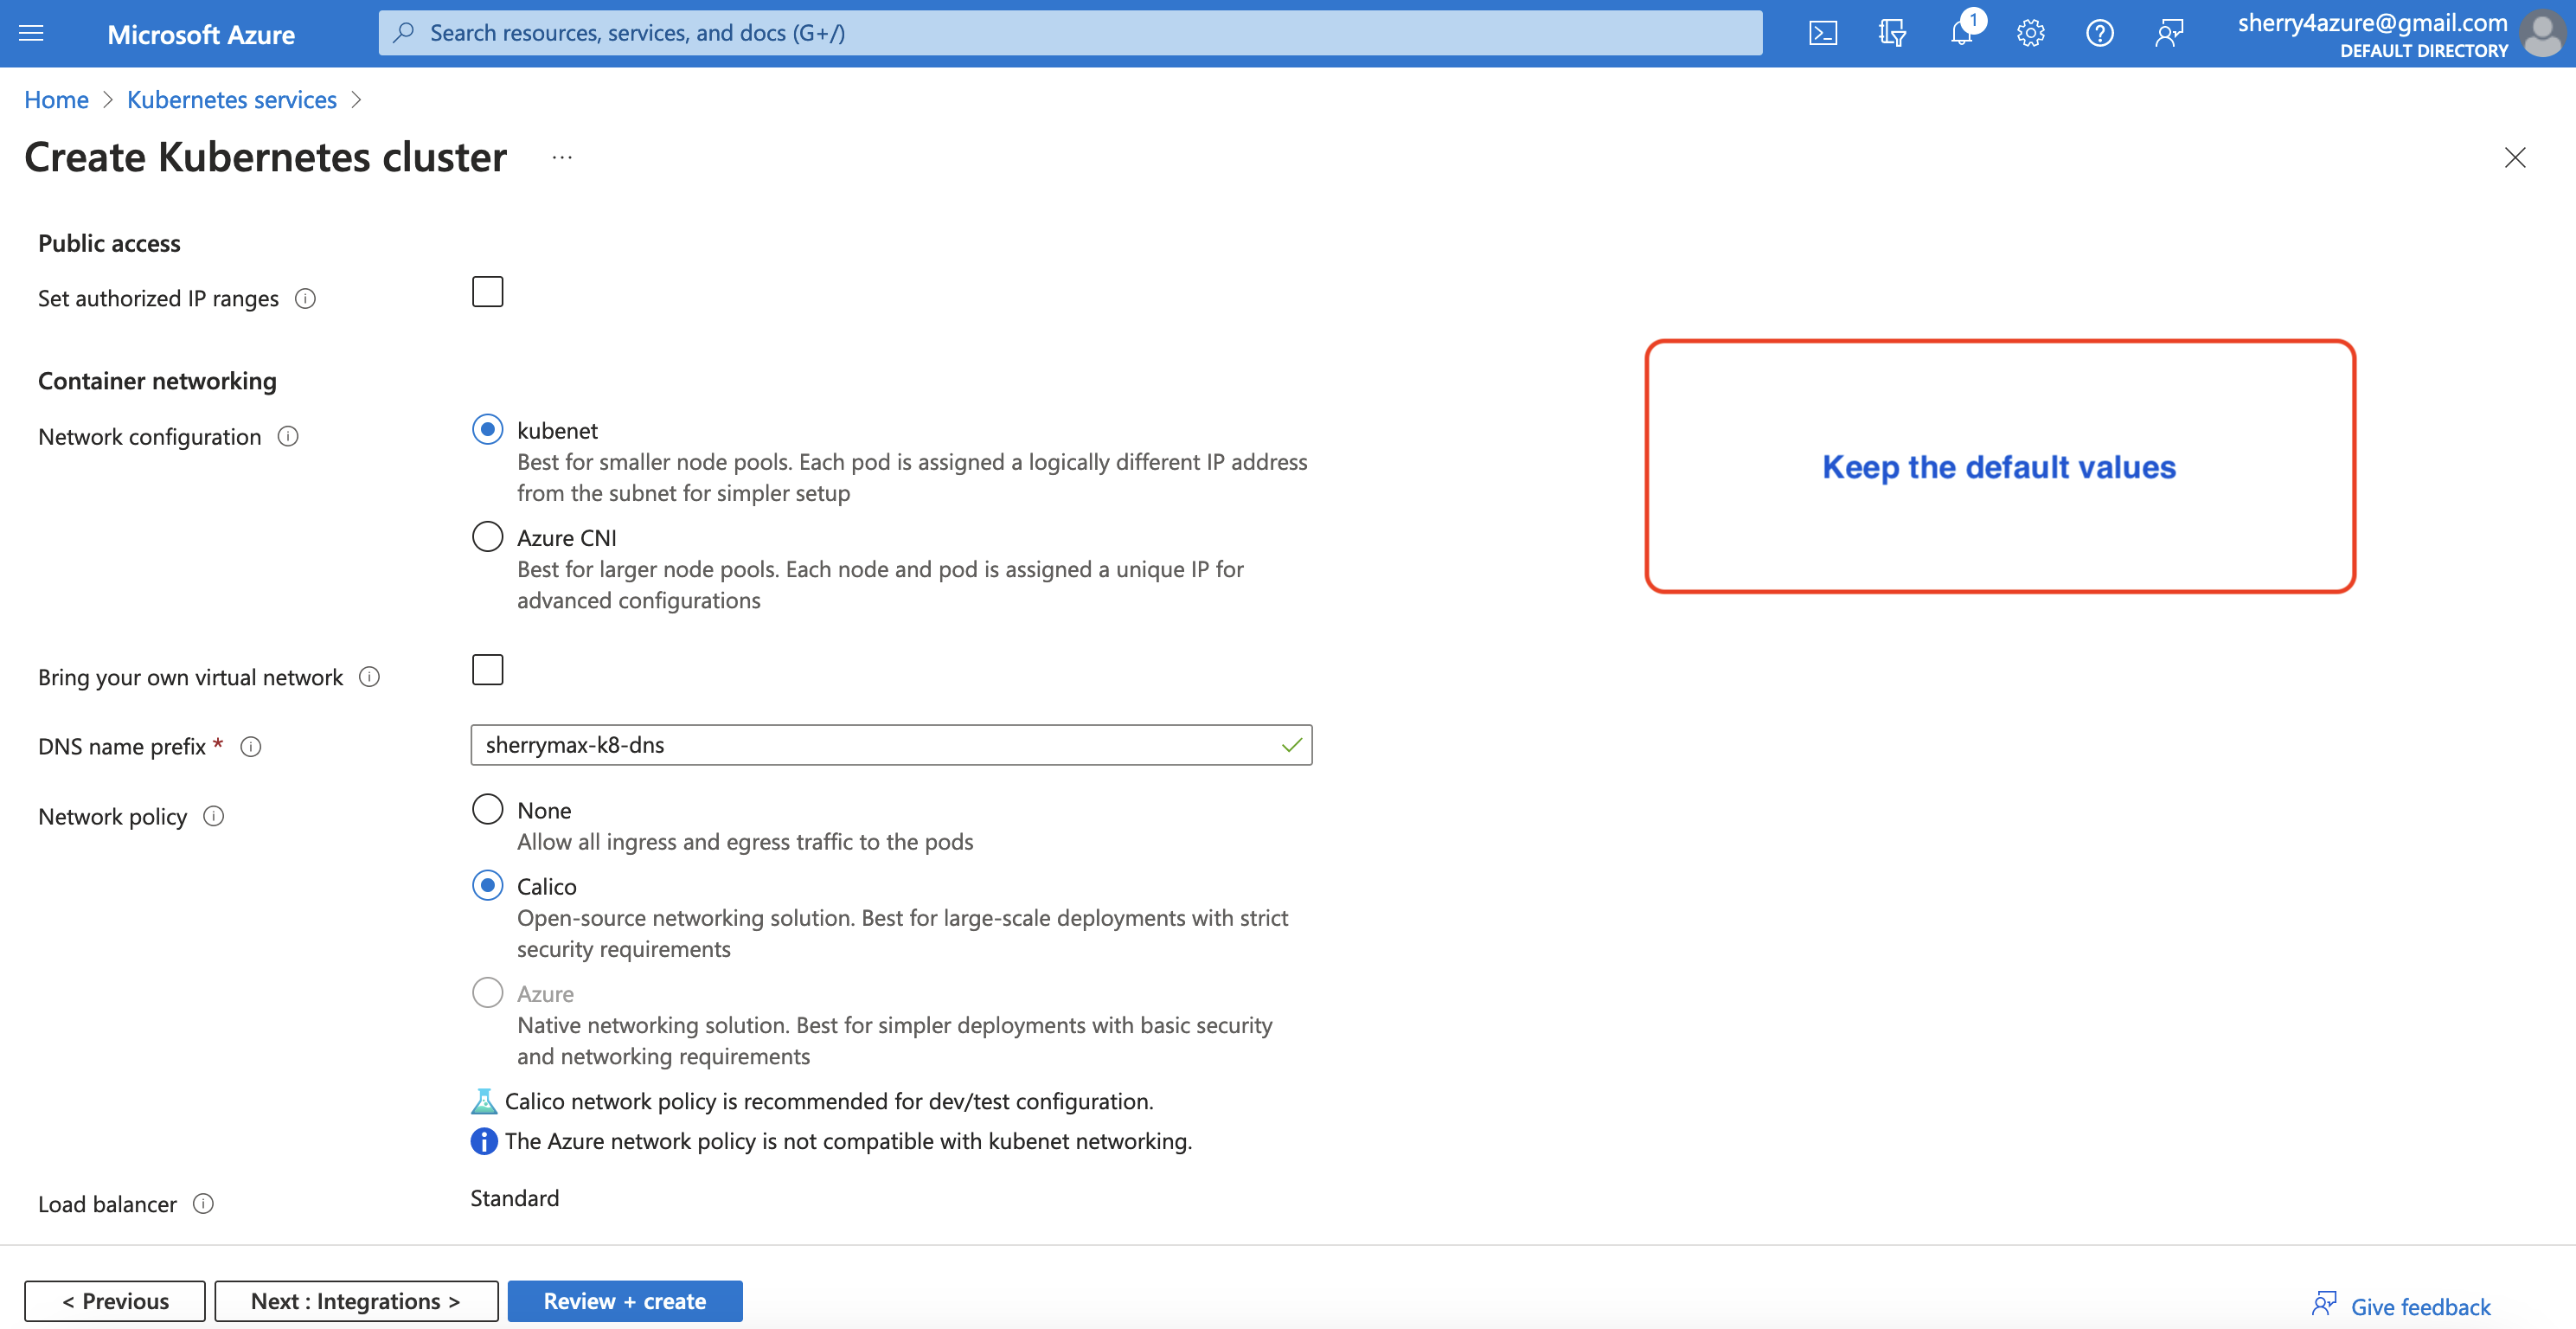 Microsoft Azure
Search resources, services, and docs (G+/)
1
sherry4azure@gmail.com
DEFAULT DIRECTORY
Home > Kubernetes services >
Create Kubernetes cluster ...
Public access
Set authorized IP ranges
Container networking
Network configuration
kubenet
Best for smaller node pools. Each pod is assigned a logically different IP address
from the subnet for simpler setup
Azure CNI
Best for larger node pools. Each node and pod is assigned a unique IP for
advanced configurations
Keep the default values
Bring your own virtual network
DNS name prefix *
sherrymax-k8-dns
Network policy
None
Allow all ingress and egress traffic to the pods
Calico
Open-source networking solution. Best for large-scale deployments with strict
security requirements
Azure
Native networking solution. Best for simpler deployments with basic security
and networking requirements
Calico network policy is recommended for dev/test configuration.
The Azure network policy is not compatible with kubenet networking.
Load balancer
Standard
< Previous
Next : Integrations >
Review + create
Give feedback